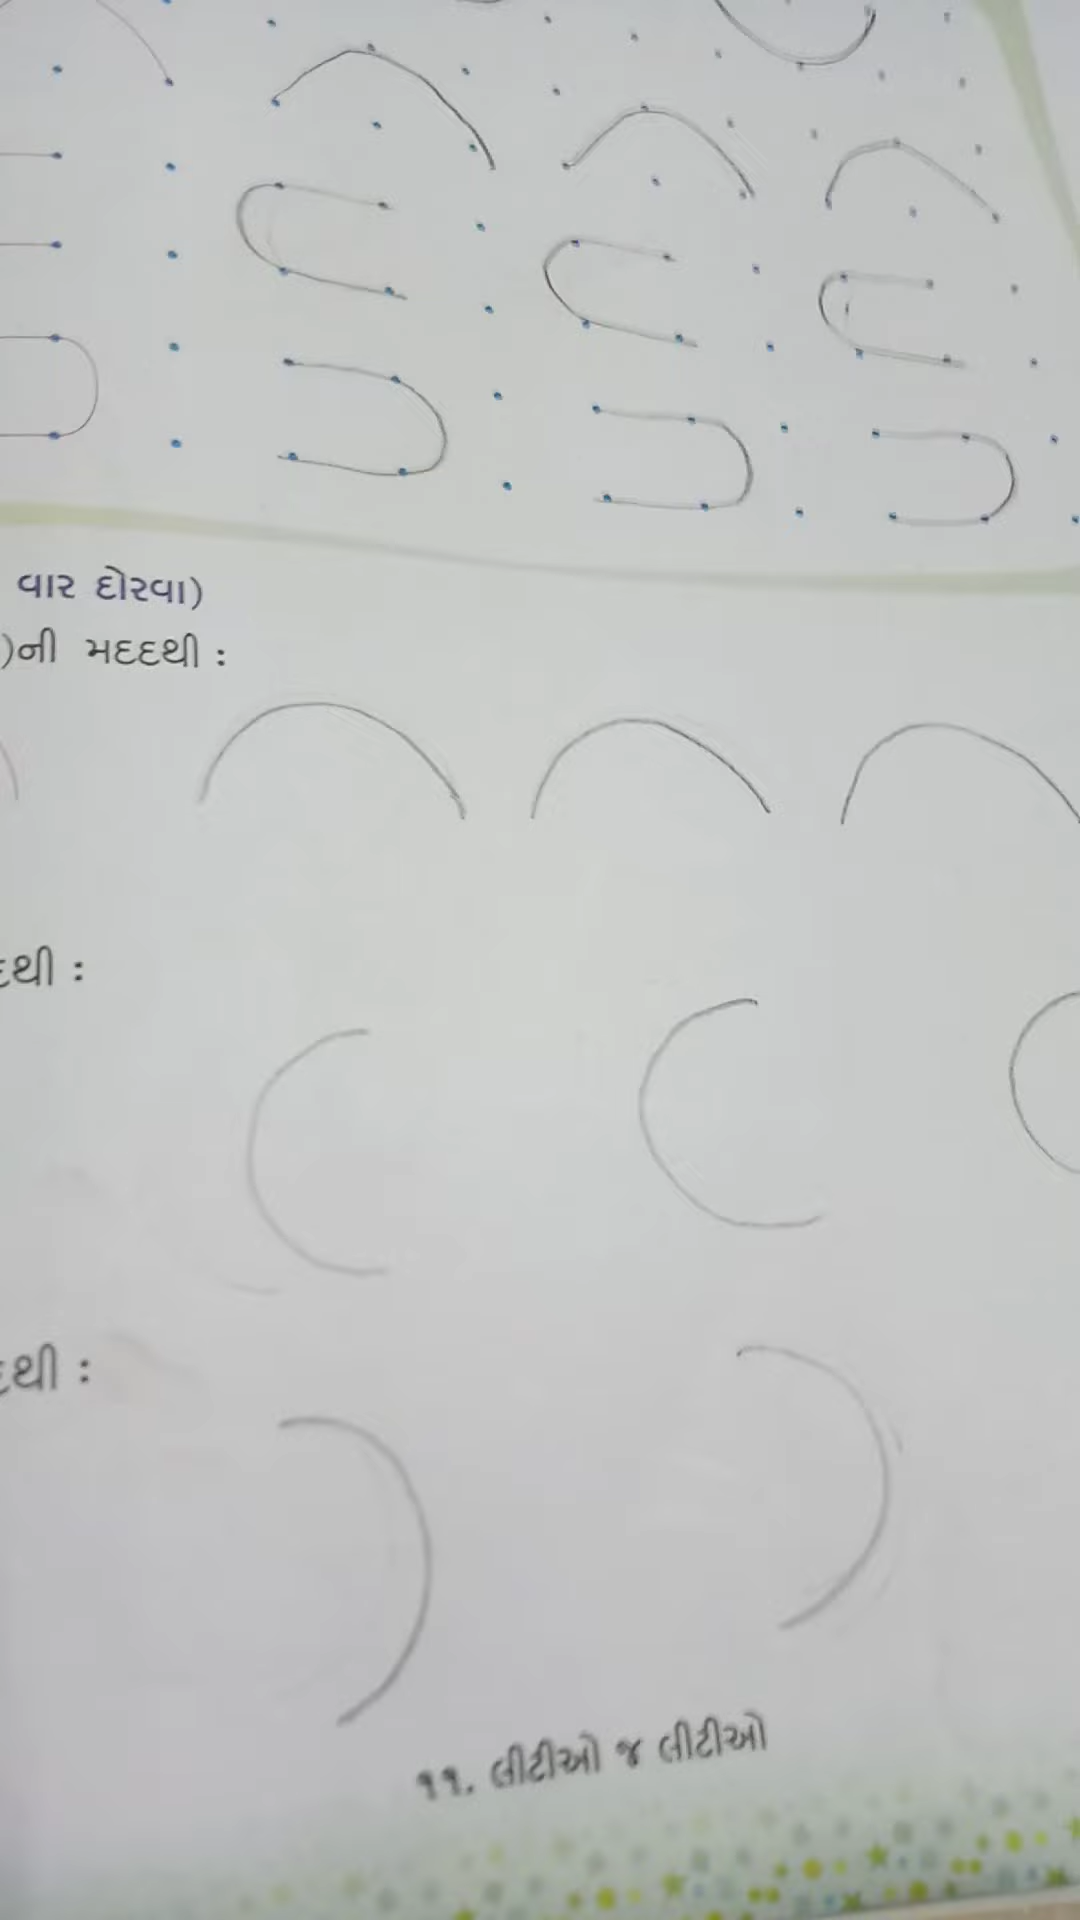 વાર દોરવા)
)ની મદદથી :
દથી :
દથી :
૧૧. લીટીઓ જ લીટીઓ